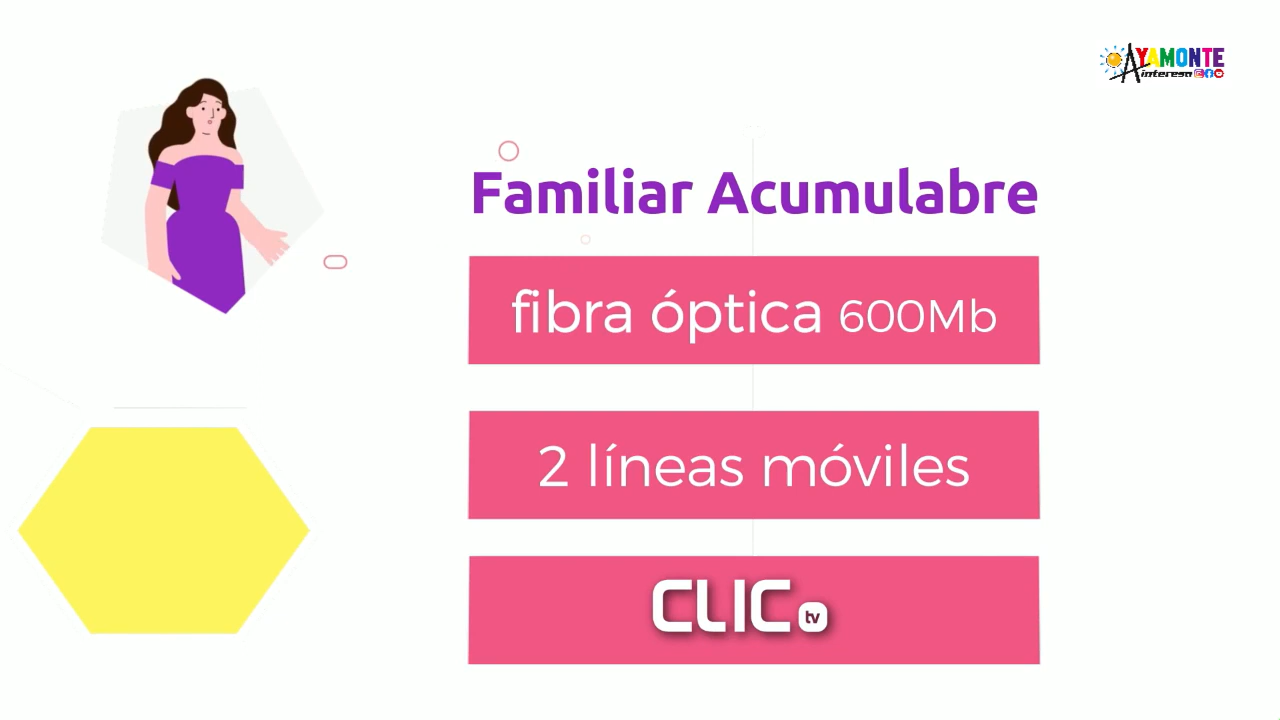 AYAMONTE
interesa
Familiar Acumulabre
fibra óptica 600Mb
2 líneas móviles
CLIC tv